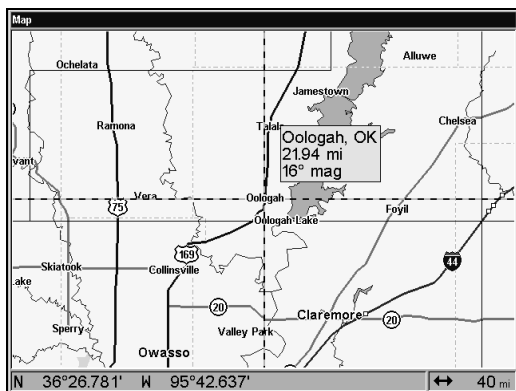 Map
Ochelata
Alluwe
Jamestown
Ramona
Talala
Chelsea
Oologah, OK
21.94 mi
16° mag
vant
Vera
Oologah
75
Foyil
Oologah Lake
169
44
Skiatook
Collinsville
.ake
20
Claremore
20
Sperry
Valley Park
Owasso
N 36°26.781' W 95°42.637'
40 mi